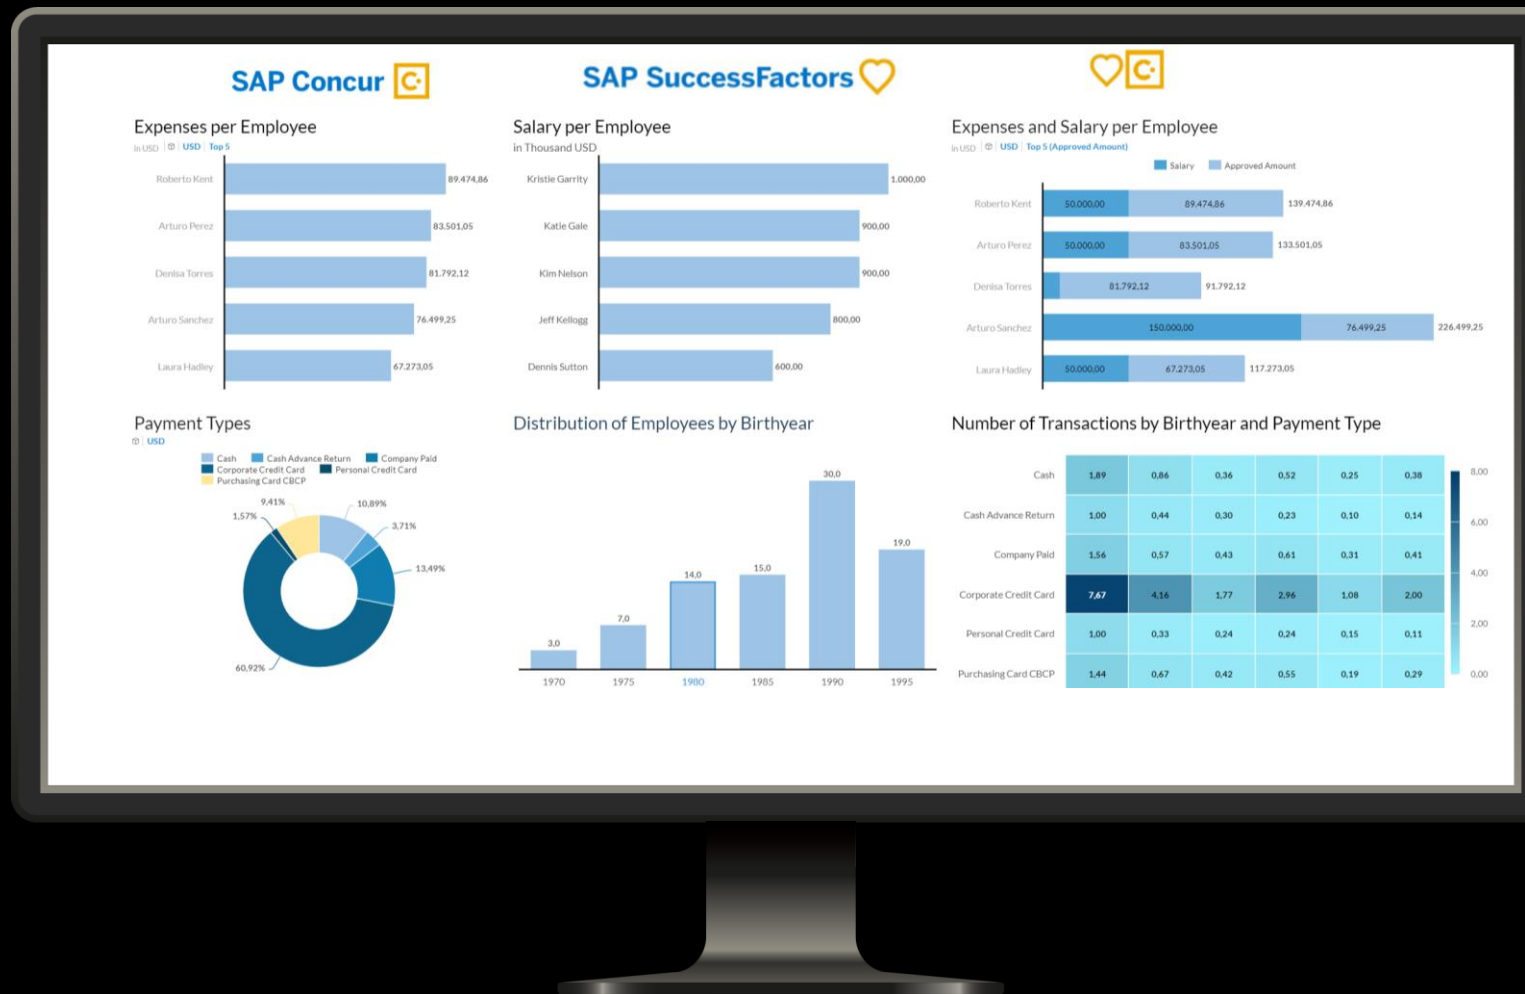 SAP Concur C
SAP SuccessFactors
C
Expenses per Employee
in USD | USD | Top 5
Roberto Kent 89.474,86
Arturo Perez 83.501,05
Denisa Torres 81.792,12
Arturo Sanchez 76.499,25
Laura Hadley 67.273,05
Salary per Employee
in Thousand USD
Kristie Garrity 1.000,00
Katie Gale 900,00
Kim Nelson 900,00
Jeff Kellogg 800,00
Dennis Sutton 600,00
Expenses and Salary per Employee
in USD | USD | Top 5 (Approved Amount)
Salary Approved Amount
Roberto Kent 50.000,00 89.474,86 139.474,86
Arturo Perez 50.000,00 83.501,05 133.501,05
Denisa Torres 81.792,12 91.792,12
Arturo Sanchez 150.000,00 76.499,25 226.499,25
Laura Hadley 50.000,00 67.273,05 117.273,05
Payment Types
USD
Cash Cash Advance Return Company Paid
Corporate Credit Card Personal Credit Card
Purchasing Card CBCP
9,41% 10,89%
1,57% 3,71%
13,49%
60,92%
Distribution of Employees by Birthyear
30,0
19,0
15,0
14,0
7,0
3,0
1970 1975 1980 1985 1990 1995
Number of Transactions by Birthyear and Payment Type
Cash 1,89 0,86 0,36 0,52 0,25 0,38
Cash Advance Return 1,00 0,44 0,30 0,23 0,10 0,14
Company Paid 1,56 0,57 0,43 0,61 0,31 0,41
Corporate Credit Card 7,67 4,16 1,77 2,96 1,08 2,00
Personal Credit Card 1,00 0,33 0,24 0,24 0,15 0,11
Purchasing Card CBCP 1,44 0,67 0,42 0,55 0,19 0,29
8,00
6,00
4,00
2,00
0,00